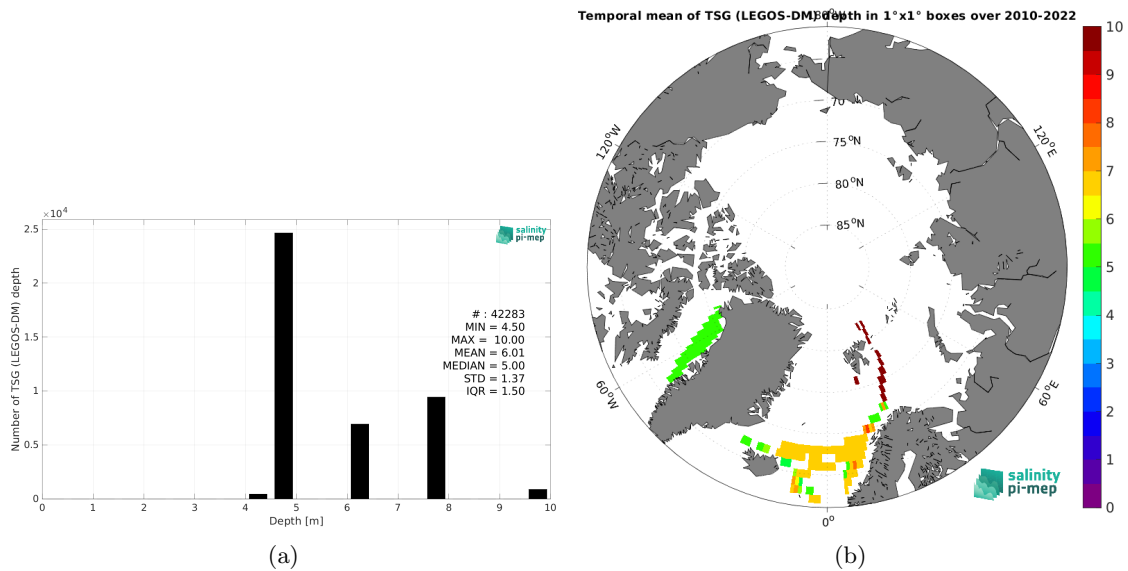 ×10⁴
2.5
2
1.5
1
0.5
0
Number of TSG (LEGOS-DM) depth
0 1 2 3 4 5 6 7 8 9 10
Depth [m]
salinity
pi-mep
# : 42283
MIN = 4.50
MAX = 10.00
MEAN = 6.01
MEDIAN = 5.00
STD = 1.37
IQR = 1.50
(a)
Temporal mean of TSG (LEGOS-DM) depth in 1°x1° boxes over 2010-2022
180°W
120°W
120°E
60°W
60°E
0°
70°N
75°N
80°N
85°N
salinity
pi-mep
10
9
8
7
6
5
4
3
2
1
0
(b)